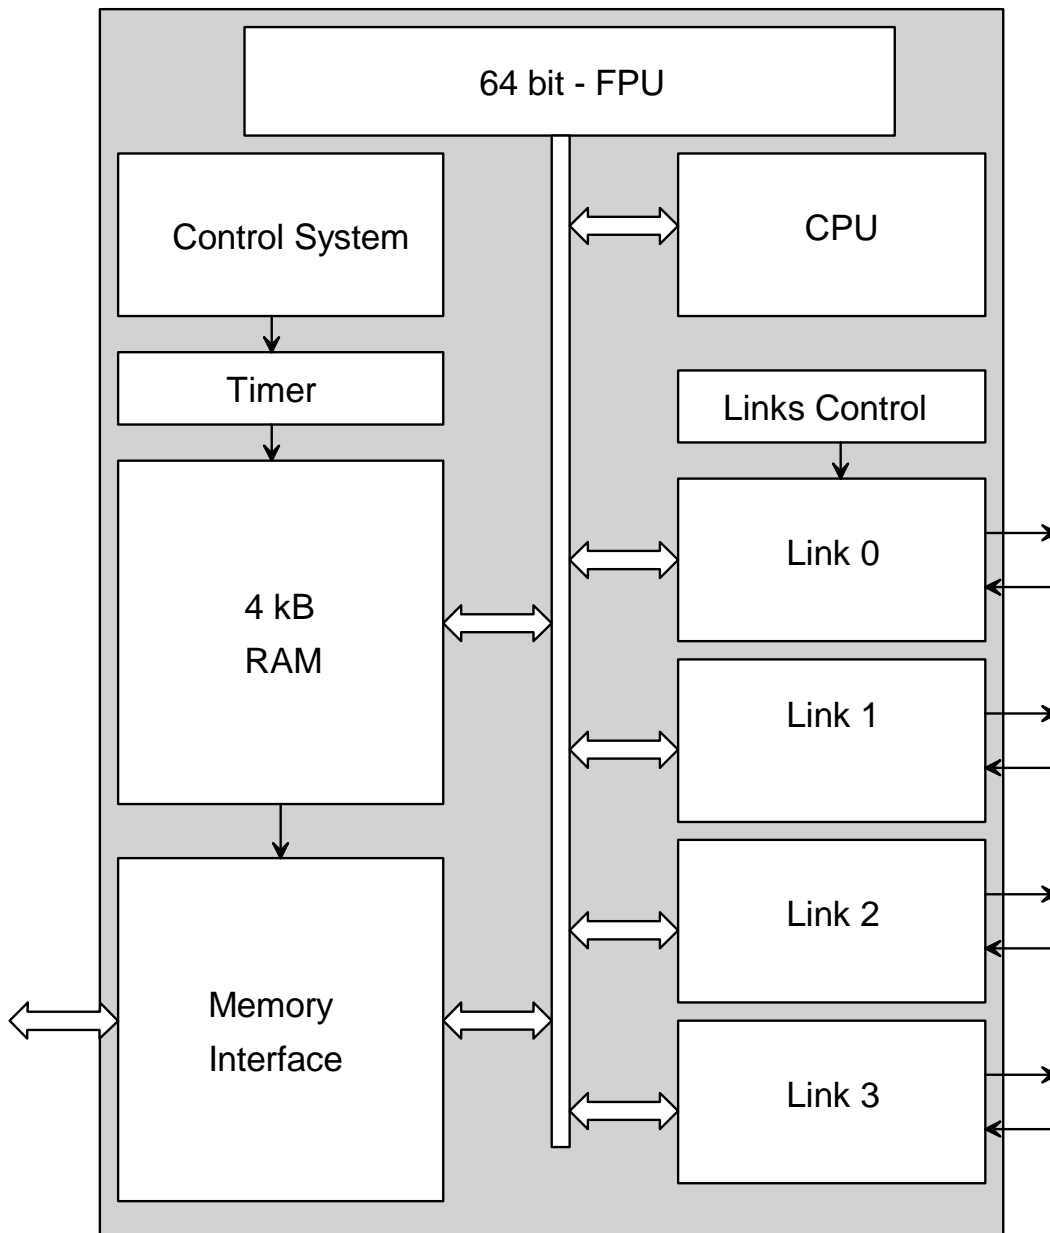 64 bit - FPU
Control System
CPU
Timer
Links Control
Link 0
4 kB
RAM
Link 1
Link 2
Memory
Interface
Link 3